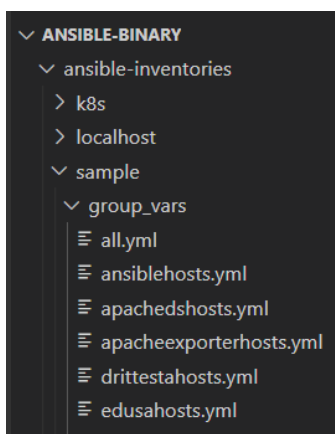 ANSIBLE-BINARY
ansible-inventories
k8s
localhost
sample
group_vars
all.yml
ansiblehosts.yml
apachedshosts.yml
apacheexporterhosts.yml
drittestahosts.yml
edusahosts.yml